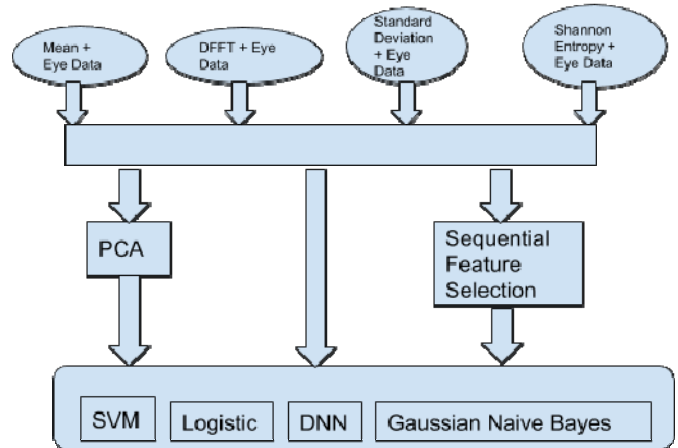 Mean +
Eye Data
DFFT + Eye
Data
Standard
Deviation
+ Eye
Data
Shannon
Entropy +
Eye Data
PCA
Sequential
Feature
Selection
SVM
Logistic
DNN
Gaussian Naive Bayes